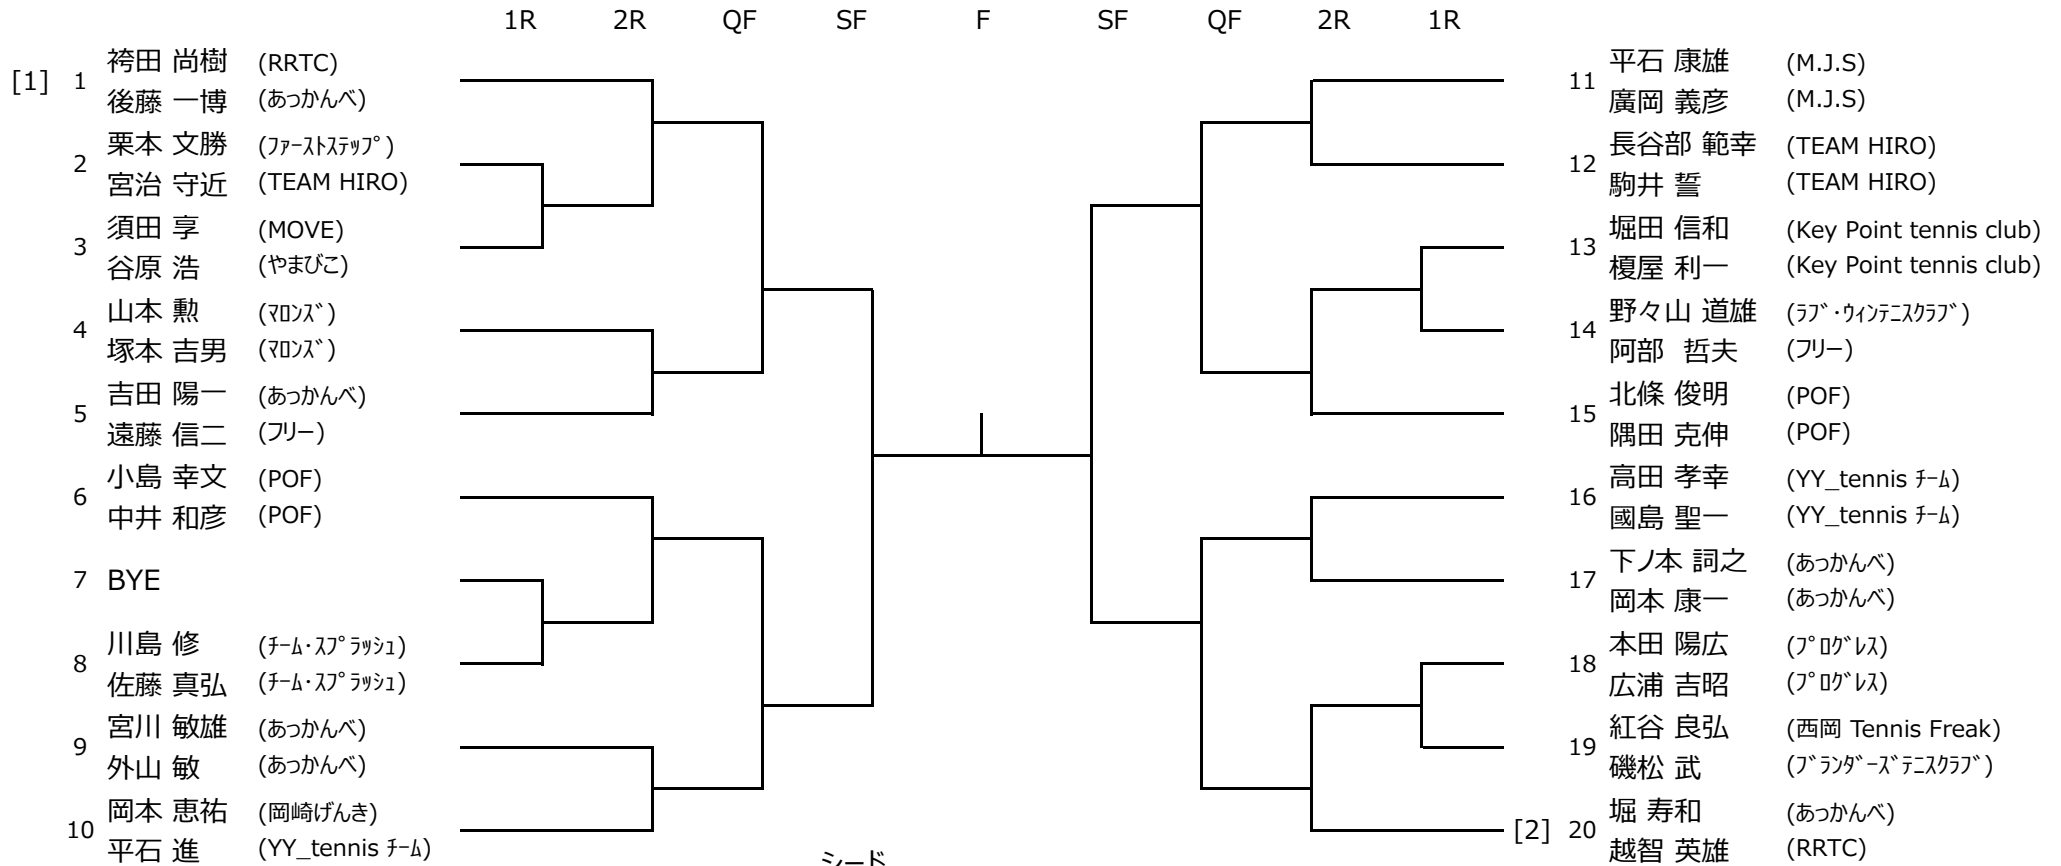 1R 2R QF SF F SF QF 2R 1R
[1] 1 袴田 尚樹 (RRTC)
後藤 一博 (あっかんべ)
2 栗本 文勝 (ﾌｧｰｽﾄｽﾃｯﾌﾟ)
宮治 守近 (TEAM HIRO)
3 須田 享 (MOVE)
谷原 浩 (やまびこ)
4 山本 勲 (ﾏﾛﾝｽﾞ)
塚本 吉男 (ﾏﾛﾝｽﾞ)
5 吉田 陽一 (あっかんべ)
遠藤 信二 (フリー)
6 小島 幸文 (POF)
中井 和彦 (POF)
7 BYE
8 川島 修 (ﾁｰﾑ･ｽﾌﾟﾗｯｼｭ)
佐藤 真弘 (ﾁｰﾑ･ｽﾌﾟﾗｯｼｭ)
9 宮川 敏雄 (あっかんべ)
外山 敏 (あっかんべ)
10 岡本 恵祐 (岡崎げんき)
平石 進 (YY_tennis ﾁｰﾑ)
11 平石 康雄 (M.J.S)
廣岡 義彦 (M.J.S)
12 長谷部 範幸 (TEAM HIRO)
駒井 誓 (TEAM HIRO)
13 堀田 信和 (Key Point tennis club)
榎屋 利一 (Key Point tennis club)
14 野々山 道雄 (ﾗﾌﾞ･ｳｨﾝﾃﾆｽｸﾗﾌﾞ)
阿部 哲夫 (フリー)
15 北條 俊明 (POF)
隅田 克伸 (POF)
16 高田 孝幸 (YY_tennis ﾁｰﾑ)
國島 聖一 (YY_tennis ﾁｰﾑ)
17 下ノ本 詞之 (あっかんべ)
岡本 康一 (あっかんべ)
18 本田 陽広 (ﾌﾟﾛｸﾞﾚｽ)
広浦 吉昭 (ﾌﾟﾛｸﾞﾚｽ)
19 紅谷 良弘 (西岡 Tennis Freak)
磯松 武 (ﾌﾞﾗﾝﾀﾞｰｽﾞﾃﾆｽｸﾗﾌﾞ)
[2] 20 堀 寿和 (あっかんべ)
越智 英雄 (RRTC)
シード